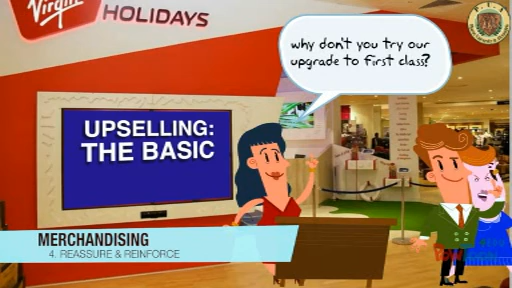 Virgin
HOLIDAYS
why don't you try our
upgrade to first class?
UPSELLING:
THE BASIC
MERCHANDISING
4. REASSURE & REINFORCE